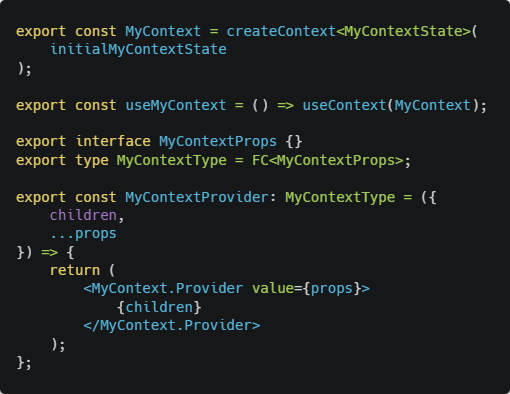 export const MyContext = createContext<MyContextState>(
    initialMyContextState
);

export const useMyContext = () => useContext(MyContext);

export interface MyContextProps {}
export type MyContextType = FC<MyContextProps>;

export const MyContextProvider: MyContextType = ({
    children,
    ...props
}) => {
    return (
        <MyContext.Provider value={props}>
            {children}
        </MyContext.Provider>
    );
};